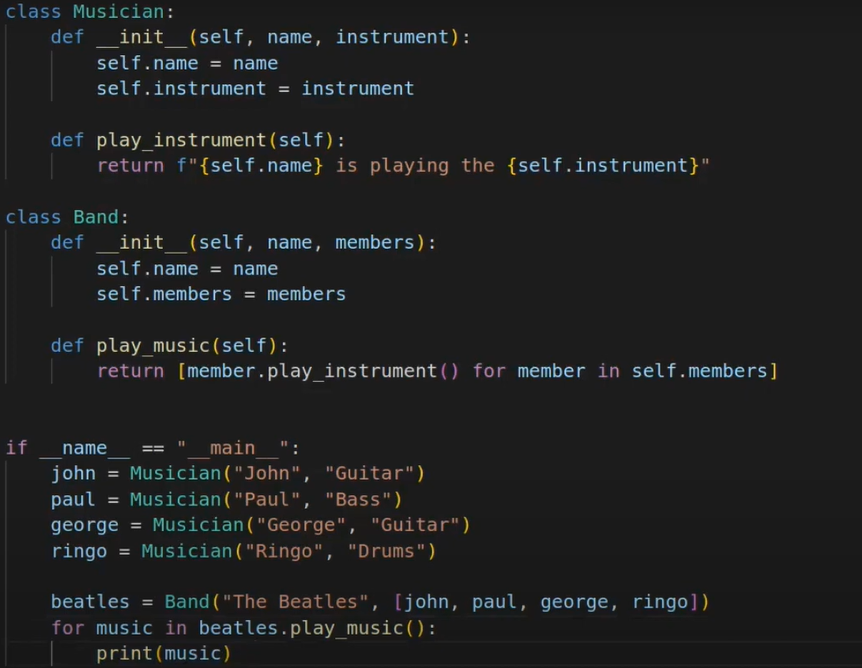 class Musician:
    def __init__(self, name, instrument):
        self.name = name
        self.instrument = instrument
    def play_instrument(self):
        return f"{self.name} is playing the {self.instrument}"
class Band:
    def __init__(self, name, members):
        self.name = name
        self.members = members
    def play_music(self):
        return [member.play_instrument() for member in self.members]
if __name__ == "__main__":
    john = Musician("John", "Guitar")
    paul = Musician("Paul", "Bass")
    george = Musician("George", "Guitar")
    ringo = Musician("Ringo", "Drums")
    beatles = Band("The Beatles", [john, paul, george, ringo])
    for music in beatles.play_music():
        print(music)